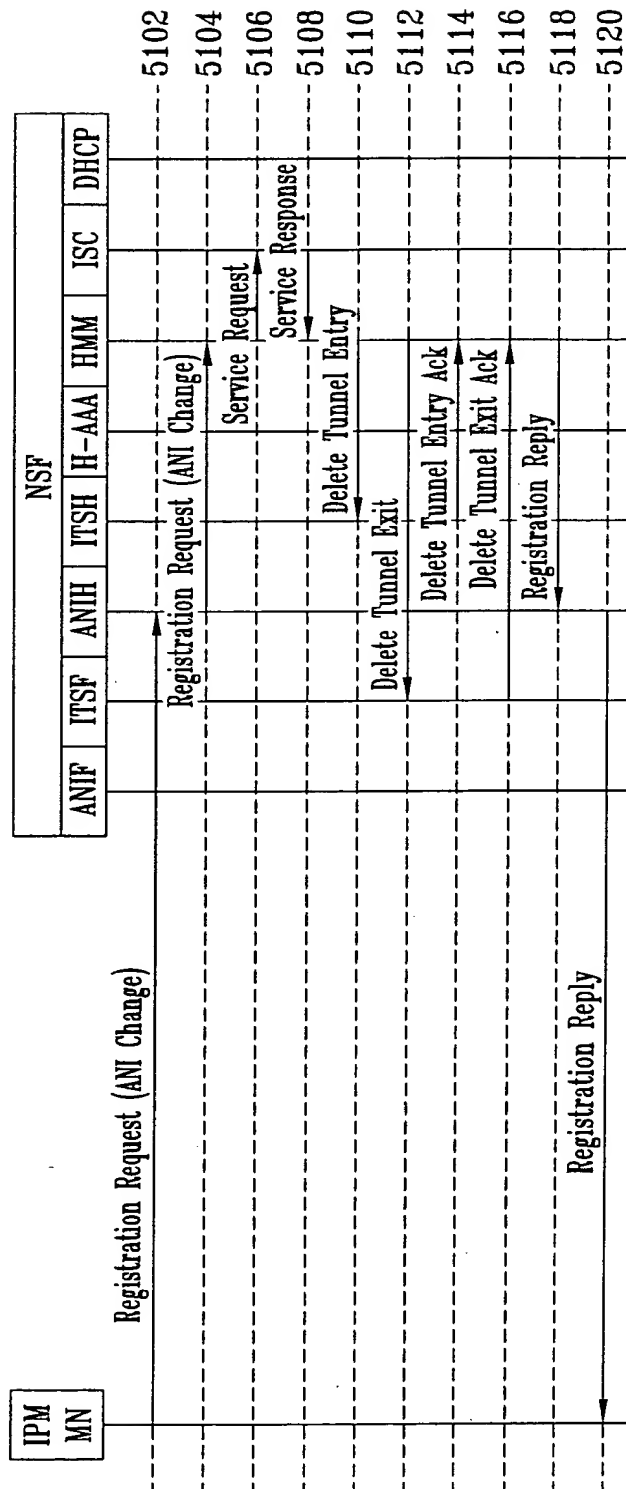 IPM
MN
NSF
ANIF
ITSF
ANIH
ITSH
H-AAA
HMM
ISC
DHCP
Registration Request (ANI Change)
5102
Registration Request (ANI Change)
5104
Service Request
5106
Service Response
5108
Delete Tunnel Entry
5110
Delete Tunnel Exit
5112
Delete Tunnel Entry Ack
5114
Delete Tunnel Exit Ack
5116
Registration Reply
5118
Registration Reply
5120